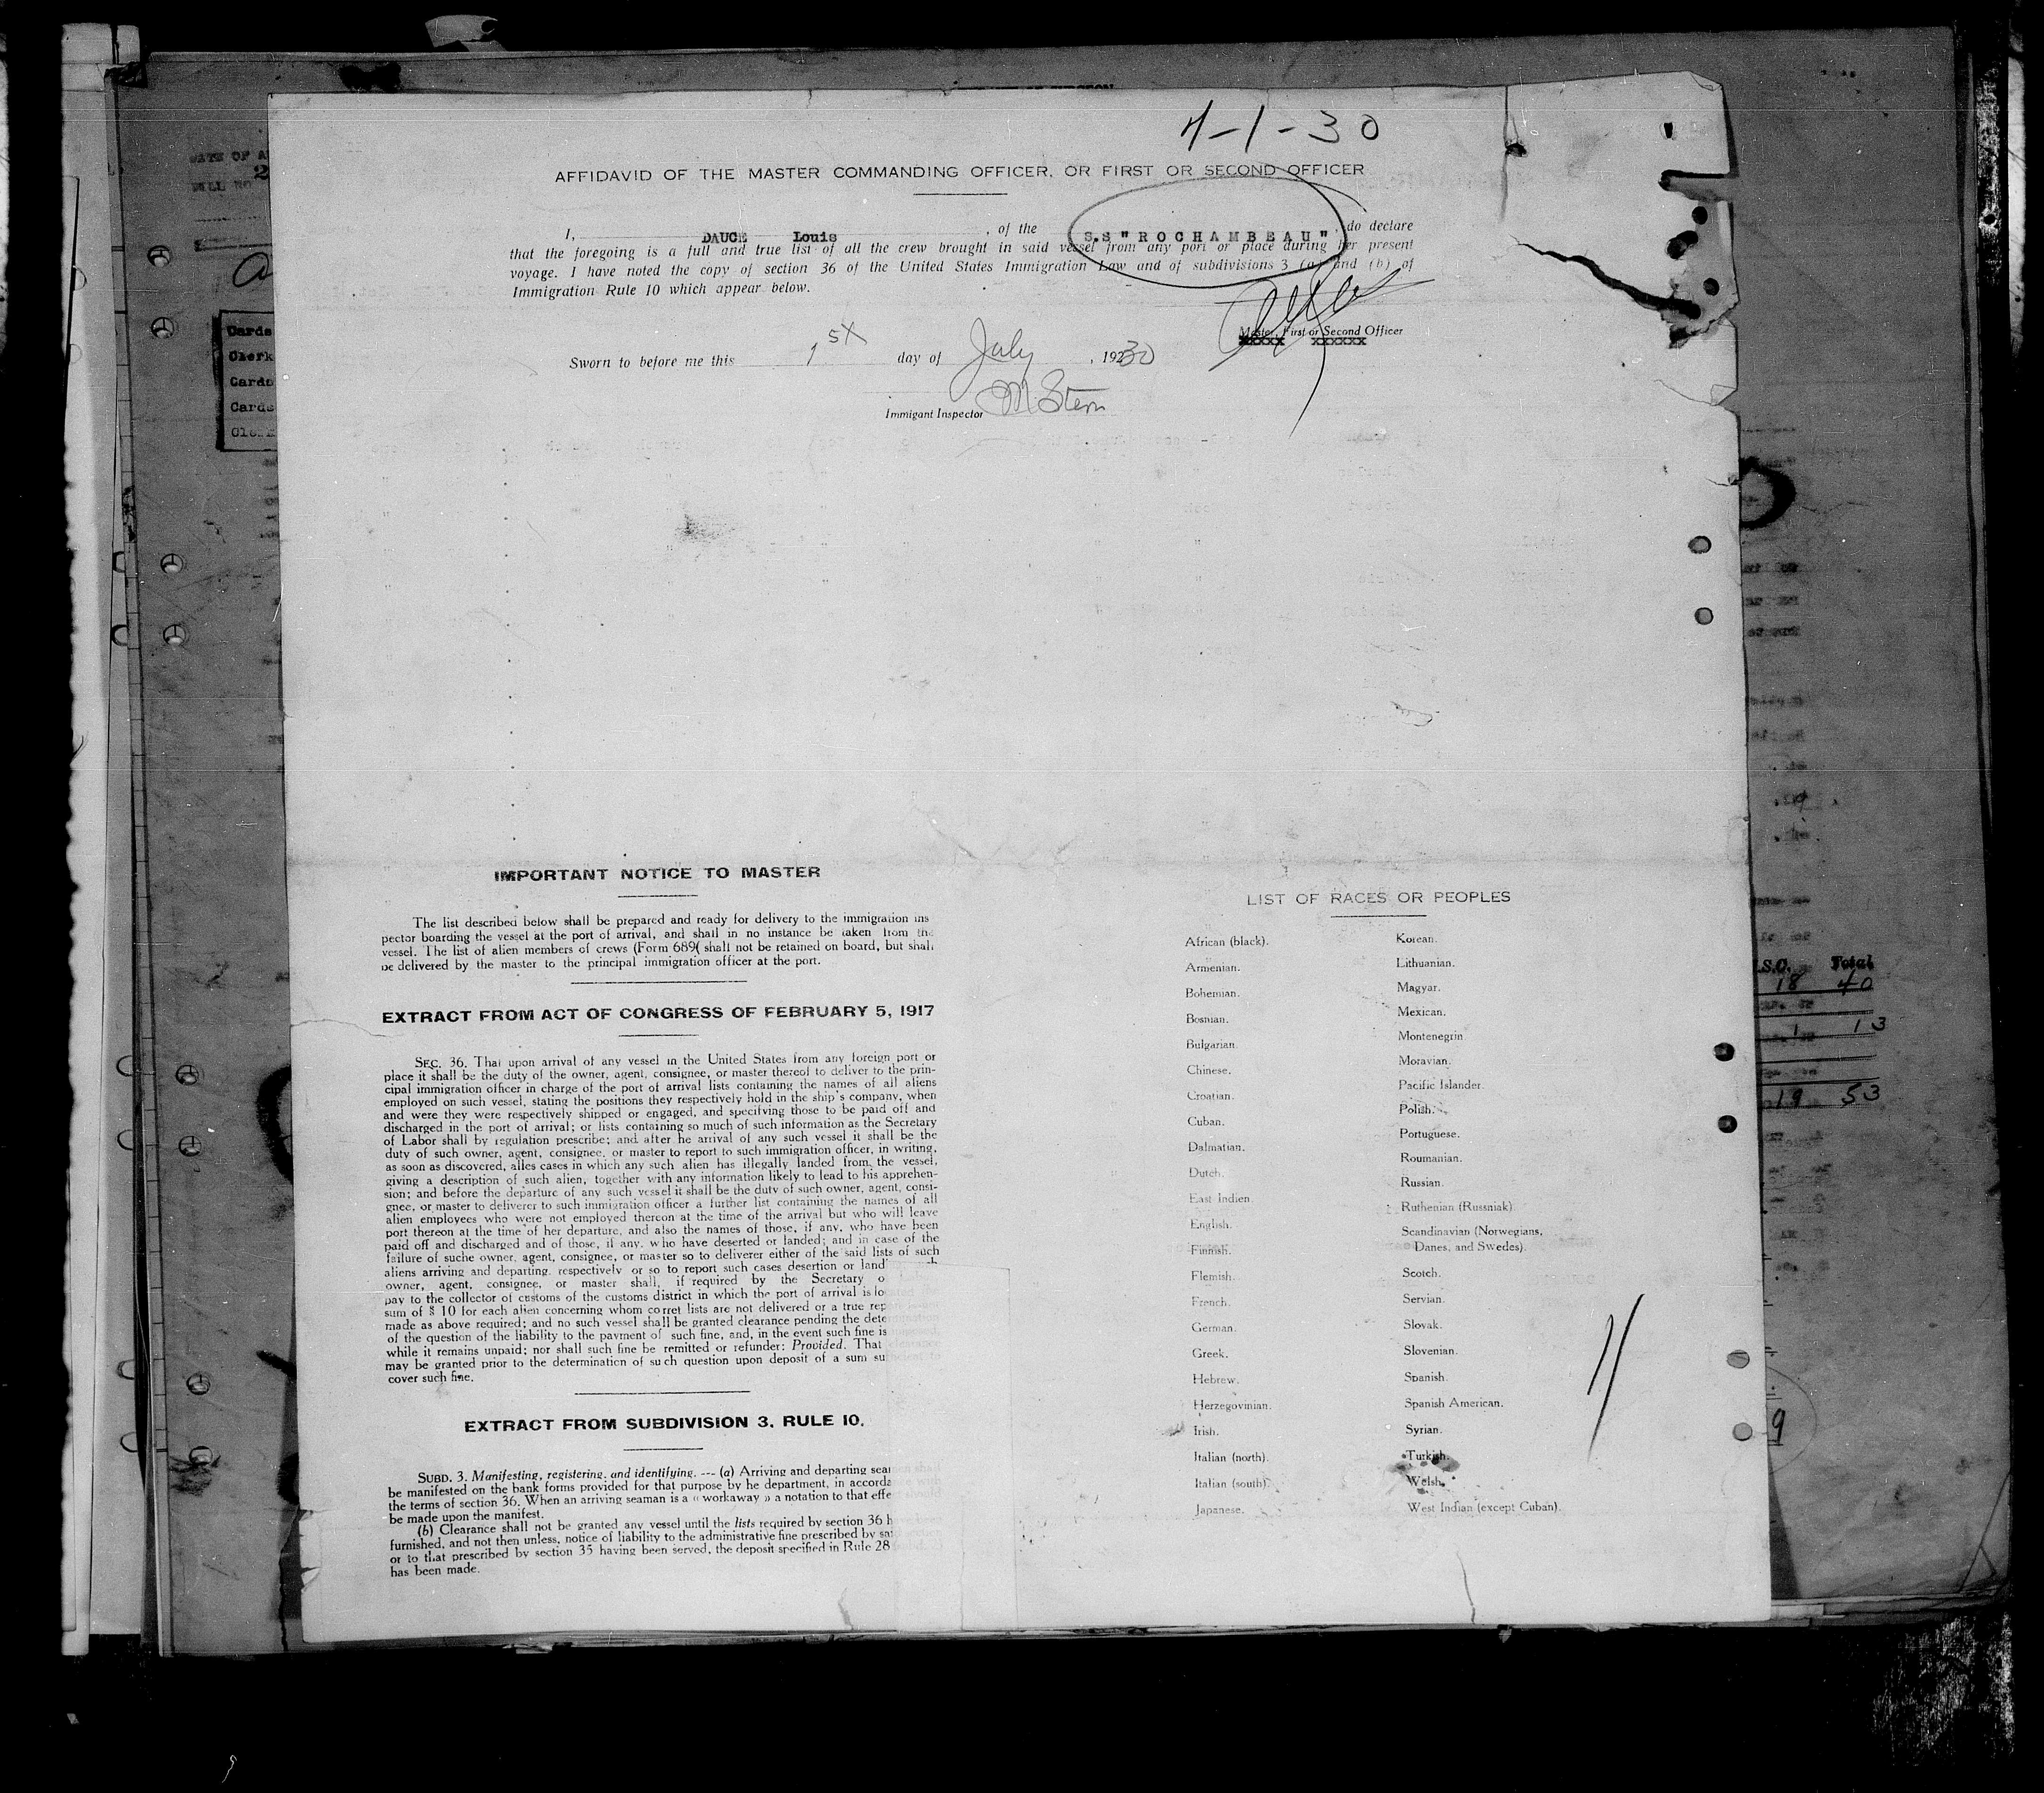 7-1-30
AFFIDAVID OF THE MASTER COMMANDING OFFICER, OR FIRST OR SECOND OFFICER
I, DAUCE Louis , of the S.S "ROCHAMBEAU" , do declare
that the foregoing is a full and true list of all the crew brought in said vessel from any port or place during her present
voyage. I have noted the copy of section 36 of the United States Immigration Law and of subdivisions 3 (a) and (b) of
Immigration Rule 10 which appear below.
Master, First or Second Officer
xxxxx xxxxxx
Sworn to before me this 1st day of July , 1930
Immigant Inspector M Stern
IMPORTANT NOTICE TO MASTER
The list described below shall be prepared and ready for delivery to the immigration ins
pector boarding the vessel at the port of arrival, and shall in no instance be taken from the
vessel. The list of alien members of crews (Form 689( shall not be retained on board, but shall
be delivered by the master to the principal immigration officer at the port.
EXTRACT FROM ACT OF CONGRESS OF FEBRUARY 5, 1917
SEC. 36. That upon arrival of any vessel in the United States from any foreign port or
place it shall be the duty of the owner, agent, consignee, or master thereof to deliver to the prin-
cipal immigration officer in charge of the port of arrival lists containing the names of all aliens
employed on such vessel, stating the positions they respectively hold in the ship's company, when
and were they were respectively shipped or engaged, and specifying those to be paid off and
discharged in the port of arrival; or lists containing so much of such information as the Secretary
of Labor shall by regulation prescribe; and after he arrival of any such vessel it shall be the
duty of such owner, agent, consignee, or master to report to such immigration officer, in writing,
as soon as discovered, alles cases in which any such alien has illegally landed from the vessel,
giving a description of such alien, together with any information likely to lead to his apprehen-
sion; and before the departure of any such vessel it shall be the duty of such owner, agent, consi-
gnee, or master to deliverer to such immigration officer a further list containing the names of all
alien employees who were not employed thereon at the time of the arrival but who will leave
port thereon at the time of her departure, and also the names of those, if any, who have been
paid off and discharged and of those, if any, who have deserted or landed; and in case of the
failure of suche owner, agent, consignee, or master so to deliverer either of the said lists of such
aliens arriving and departing, respectively or so to report such cases desertion or land
owner, agent, consignee, or master shall, if required by the Secretary o
pay to the collector of customs of the customs district in which the port of arrival is lo
sum of $ 10 for each alien concerning whom corret lists are not delivered or a true rep
made as above required; and no such vessel shall be granted clearance pending the dete
of the question of the liability to the payment of such fine, and, in the event such fine is
while it remains unpaid; nor shall such fine be remitted or refunder: Provided. That
may be granted prior to the determination of such question upon deposit of a sum su
cover such fine.
EXTRACT FROM SUBDIVISION 3, RULE 10.
SUBD. 3. Manifesting, registering, and identifying. --- (a) Arriving and departing sear
be manifested on the bank forms provided for that purpose by he department, in accorda
the terms of section 36. When an arriving seaman is a « workaway » a notation to that effe
be made upon the manifest.
(b) Clearance shall not be granted any vessel until the lists required by section 36 h
furnished, and not then unless, notice of liability to the administrative fine prescribed by sai
or to that prescribed by section 35 having been served, the deposit specified in Rule 28
has been made.
LIST OF RACES OR PEOPLES
African (black).
Armenian.
Bohemian.
Bosnian.
Bulgarian.
Chinese.
Croatian.
Cuban.
Dalmatian.
Dutch.
East Indien.
English.
Finnish.
Flemish.
French.
German.
Greek.
Hebrew.
Herzegovinian.
Irish.
Italian (north).
Italian (south).
Japanese.
Korean.
Lithuanian.
Magyar.
Mexican.
Montenegrin.
Moravian.
Pacific Islander.
Polish.
Portuguese.
Roumanian.
Russian.
Ruthenian (Russniak)
Scandinavian (Norwegians,
Danes, and Swedes).
Scotch.
Servian.
Slovak.
Slovenian.
Spanish.
Spanish American.
Syrian.
Turkish.
Welsh.
West Indian (except Cuban).
Cards
Clerk
Cards
Cards
S.C. Total
18 40
1 13
19 53
9